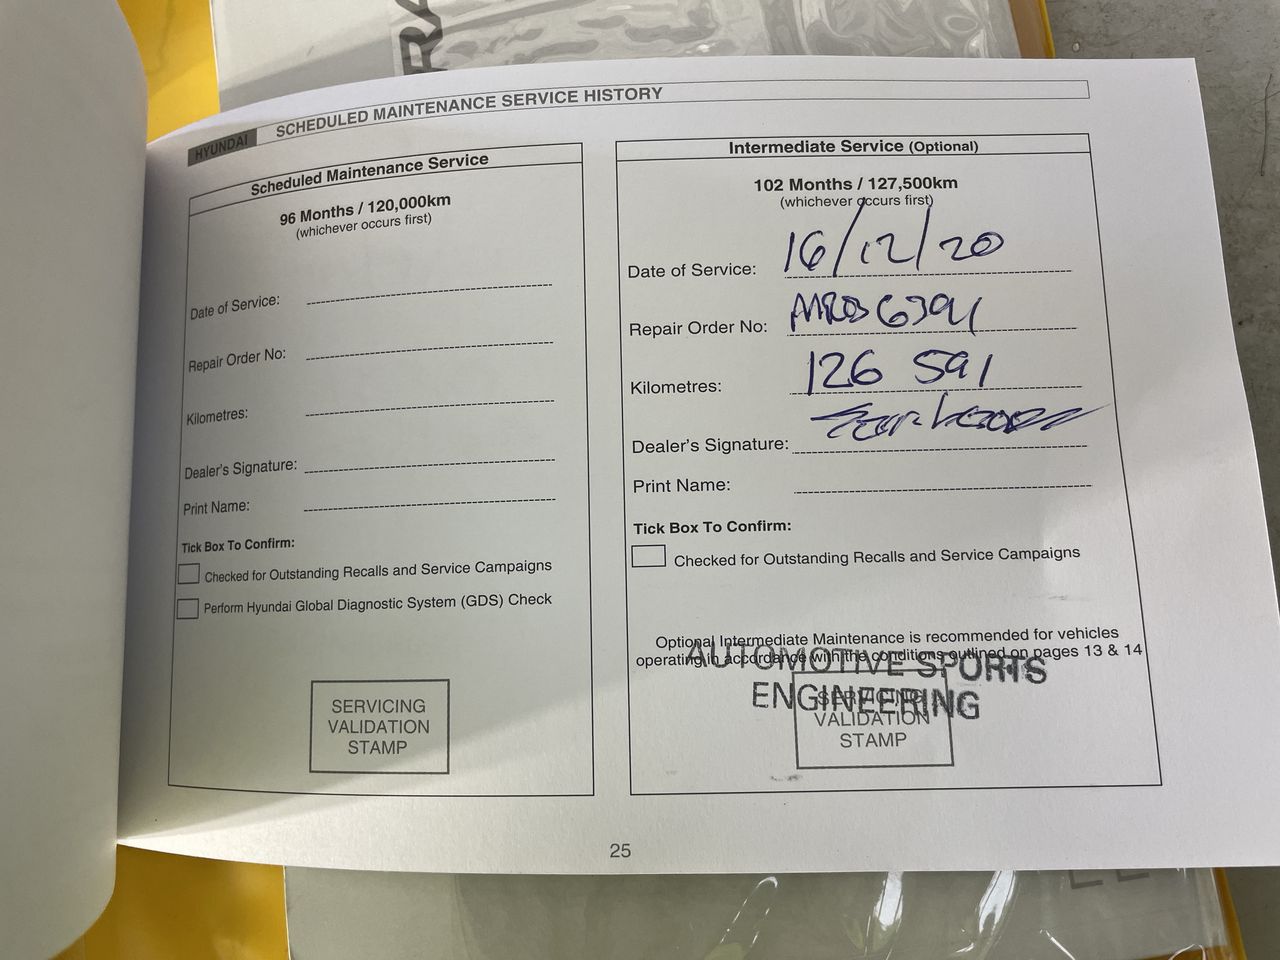 RA
HYUNDAI SCHEDULED MAINTENANCE SERVICE HISTORY
Scheduled Maintenance Service
96 Months / 120,000km
(whichever occurs first)
Date of Service:
Repair Order No:
Kilometres:
Dealer's Signature:
Print Name:
Tick Box To Confirm:
Checked for Outstanding Recalls and Service Campaigns
Perform Hyundai Global Diagnostic System (GDS) Check
SERVICING
VALIDATION
STAMP
Intermediate Service (Optional)
102 Months / 127,500km
(whichever occurs first)
Date of Service: 16/12/20
Repair Order No:
Kilometres: 126 591
Dealer's Signature:
Print Name:
Tick Box To Confirm:
Checked for Outstanding Recalls and Service Campaigns
Optional Intermediate Maintenance is recommended for vehicles
operating in accordance with the conditions outlined on pages 13 & 14
AUTOMOTIVE SPORTS
ENGINEERING
SERVICING
VALIDATION
STAMP
25